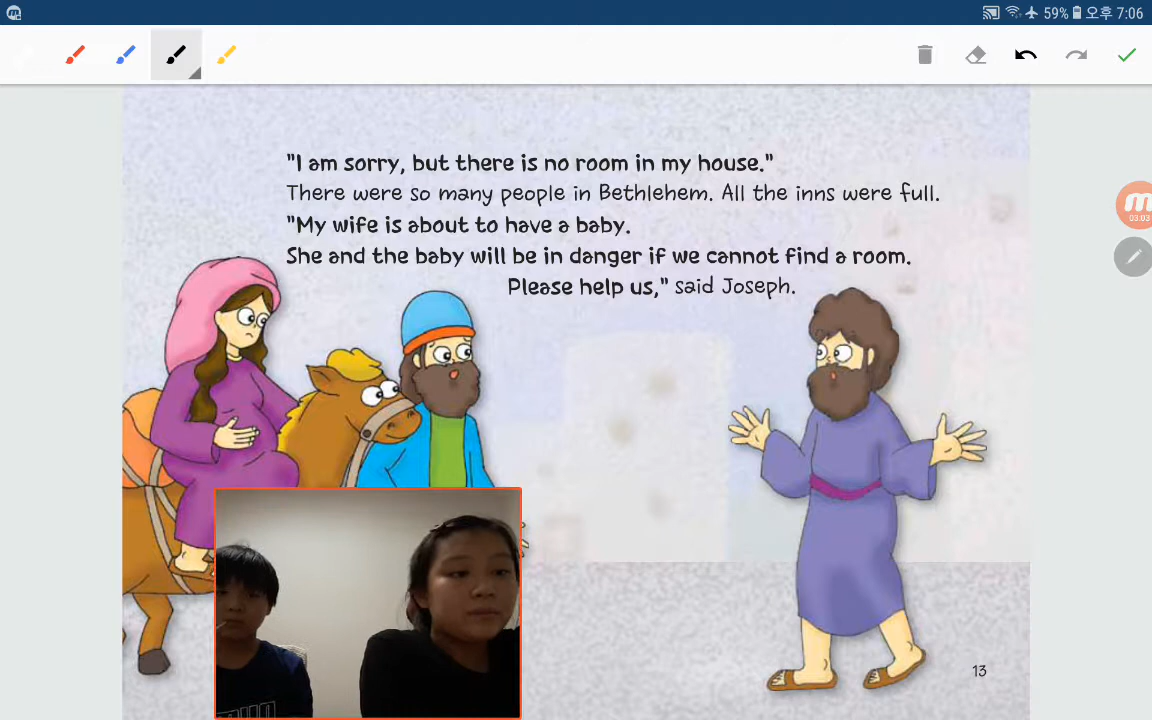 59% 오후 7:06
"I am sorry, but there is no room in my house."
There were so many people in Bethlehem. All the inns were full.
"My wife is about to have a baby.
She and the baby will be in danger if we cannot find a room.
Please help us," said Joseph.
03:03
13